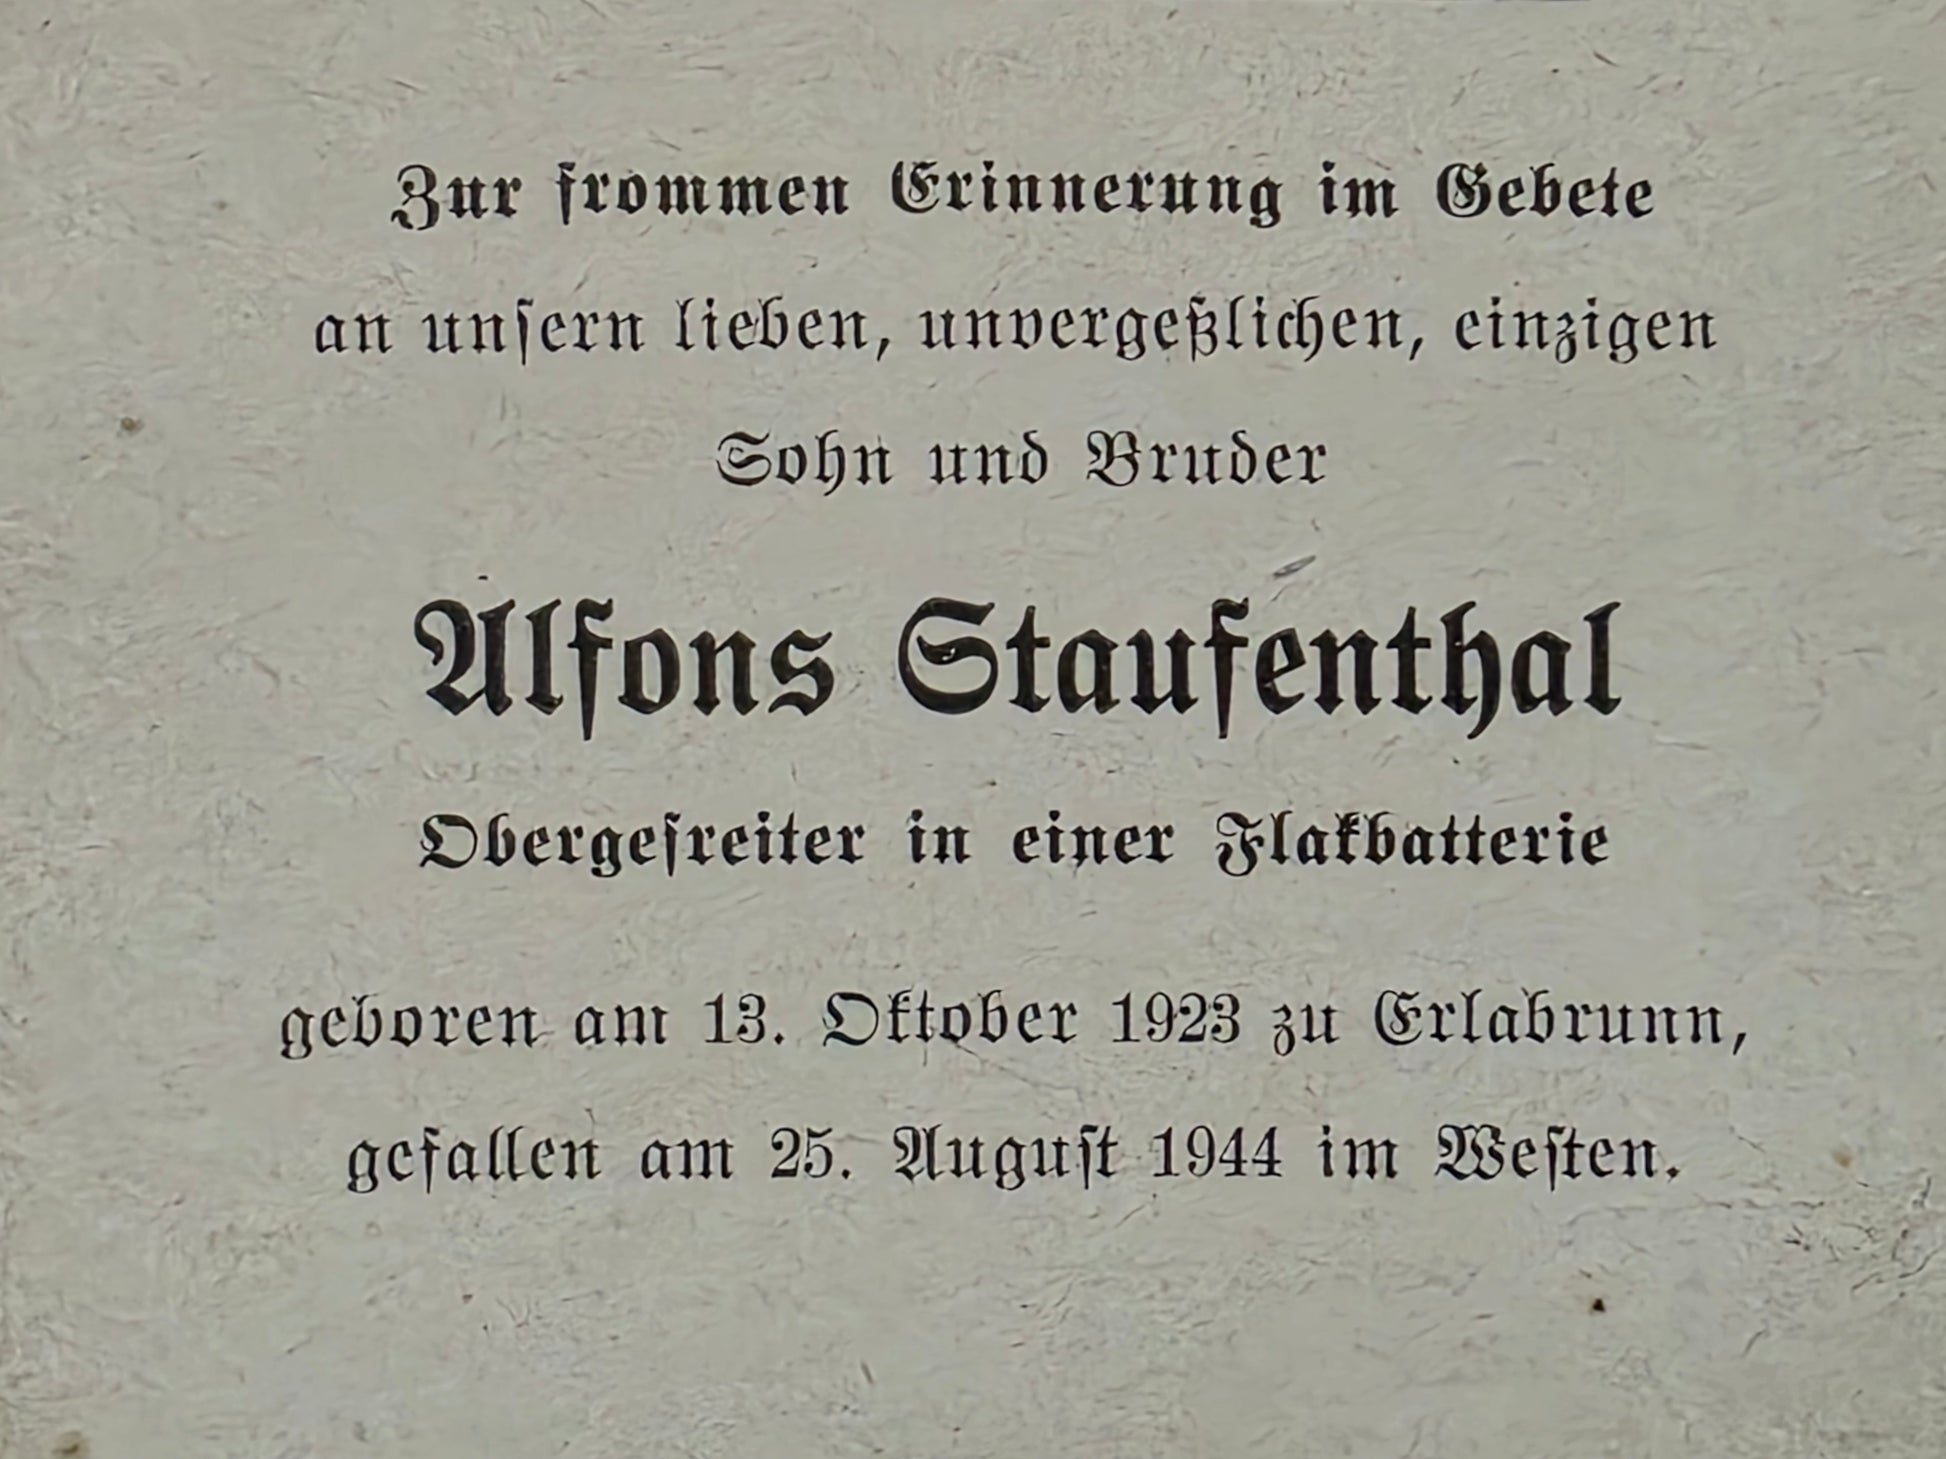 Zur frommen Erinnerung im Gebete
an unsern lieben, unvergeßlichen, einzigen
Sohn und Bruder
Alfons Staufenthal
Obergefreiter in einer Flakbatterie
geboren am 13. Oktober 1923 zu Erlabrunn,
gefallen am 25. August 1944 im Westen.